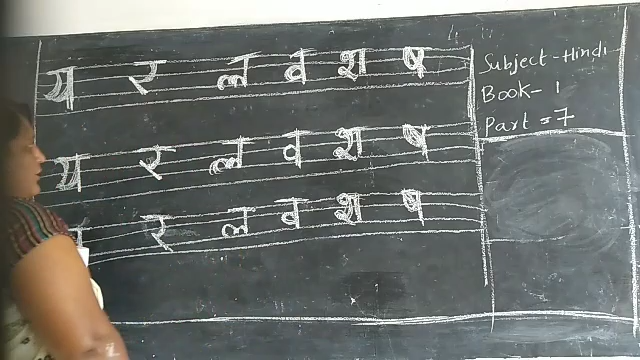 य र ल व श ष
य र ल व श ष
र ल व श ष
Subject-Hindi
Book-1
Part=7